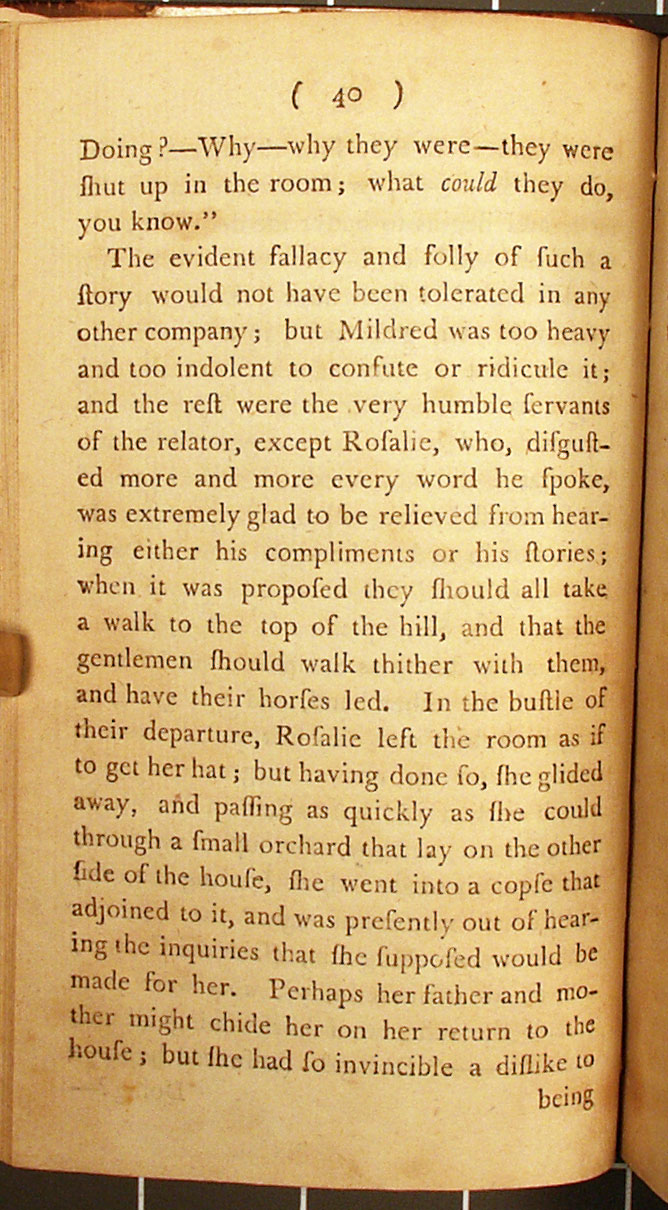 ( 40 )
Doing?—Why—why they were—they were
ſhut up in the room; what could they do,
you know.”
The evident fallacy and folly of ſuch a
ſtory would not have been tolerated in any
other company; but Mildred was too heavy
and too indolent to confute or ridicule it;
and the reſt were the very humble ſervants
of the relator, except Roſalie, who, diſguſt-
ed more and more every word he ſpoke,
was extremely glad to be relieved from hear-
ing either his compliments or his ſtories;
when it was propoſed they ſhould all take
a walk to the top of the hill, and that the
gentlemen ſhould walk thither with them,
and have their horſes led. In the buſtle of
their departure, Roſalie left the room as if
to get her hat; but having done ſo, ſhe glided
away, and paſſing as quickly as ſhe could
through a ſmall orchard that lay on the other
ſide of the houſe, ſhe went into a copſe that
adjoined to it, and was preſently out of hear-
ing the inquiries that ſhe ſuppoſed would be
made for her. Perhaps her father and mo-
ther might chide her on her return to the
houſe; but ſhe had ſo invincible a diſlike to
being